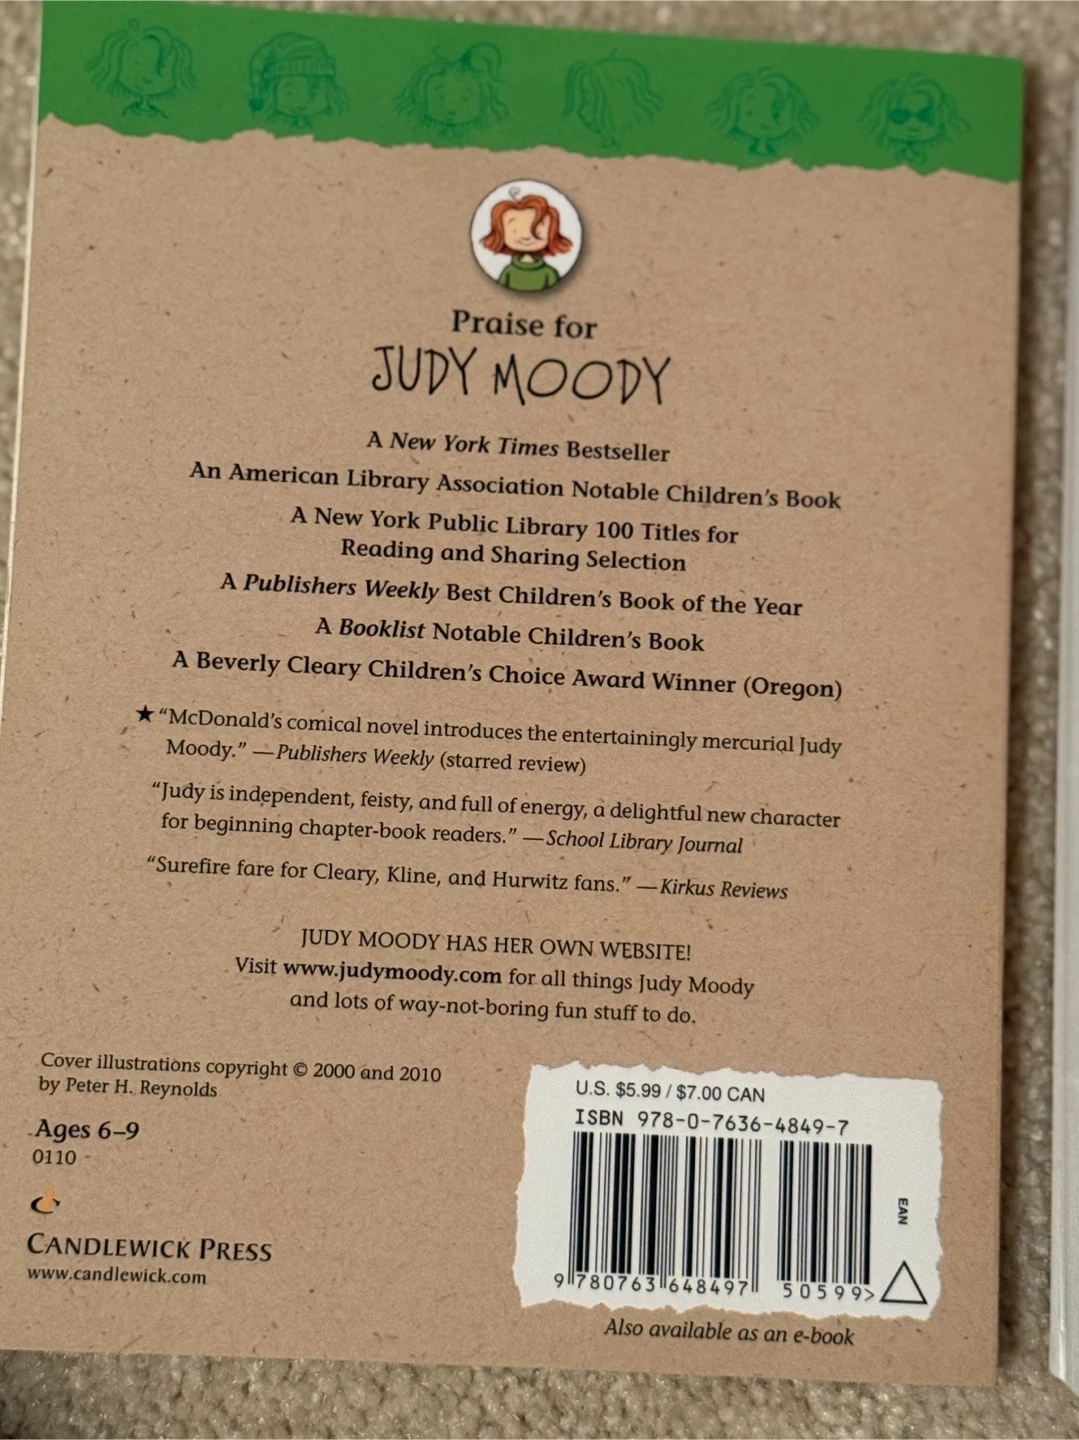 Praise for
JUDY MOODY
A New York Times Bestseller
An American Library Association Notable Children's Book
A New York Public Library 100 Titles for
Reading and Sharing Selection
A Publishers Weekly Best Children's Book of the Year
A Booklist Notable Children's Book
A Beverly Cleary Children's Choice Award Winner (Oregon)
★ “McDonald's comical novel introduces the entertainingly mercurial Judy
Moody.” —Publishers Weekly (starred review)
“Judy is independent, feisty, and full of energy, a delightful new character
for beginning chapter-book readers.” —School Library Journal
“Surefire fare for Cleary, Kline, and Hurwitz fans.” —Kirkus Reviews
JUDY MOODY HAS HER OWN WEBSITE!
Visit www.judymoody.com for all things Judy Moody
and lots of way-not-boring fun stuff to do.
Cover illustrations copyright © 2000 and 2010
by Peter H. Reynolds
Ages 6–9
0110
CANDLEWICK PRESS
www.candlewick.com
U.S. $5.99 / $7.00 CAN
ISBN 978-0-7636-4849-7
EAN
9 780763 648497 50599>
Also available as an e-book